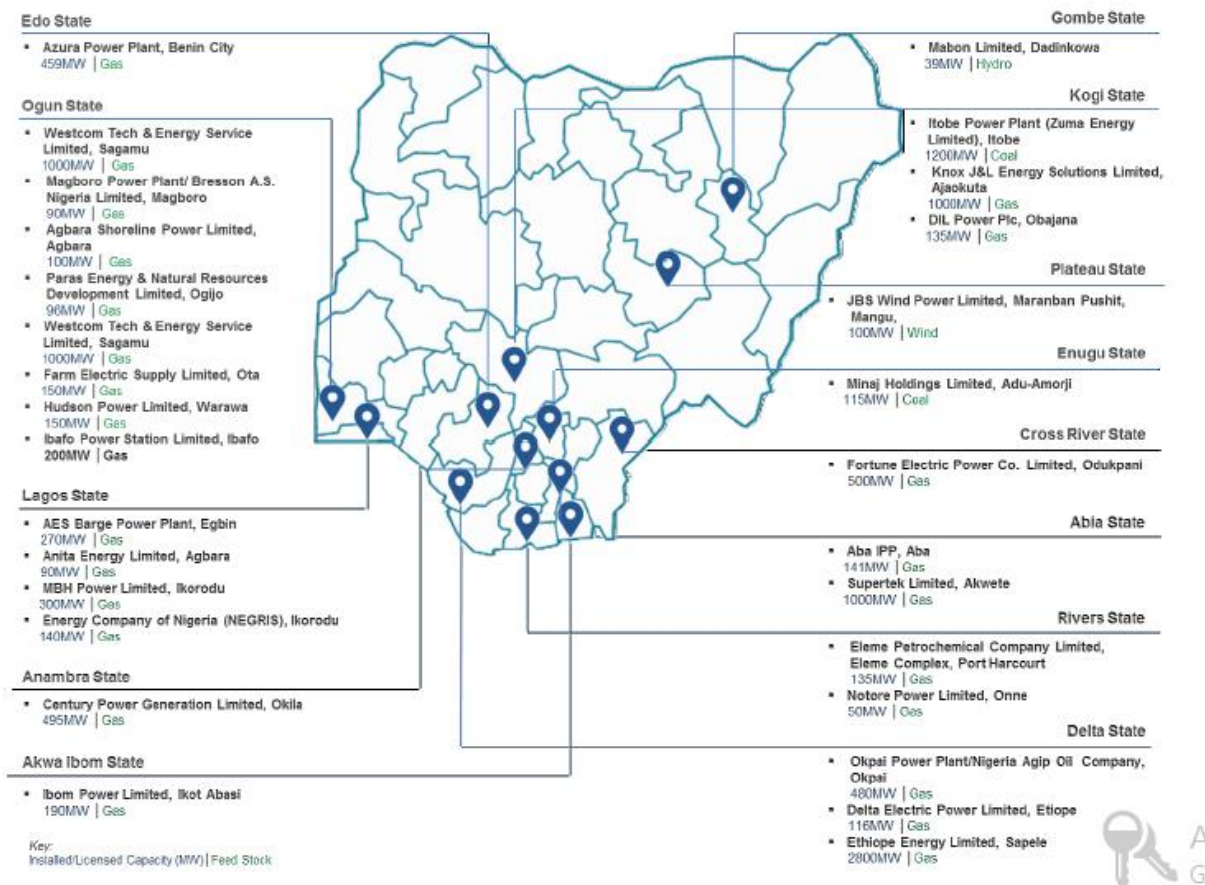 Edo State
▪ Azura Power Plant, Benin City
459MW | Gas
Ogun State
▪ Westcom Tech & Energy Service
Limited, Sagamu
1000MW | Gas
▪ Magboro Power Plant/ Bresson A.S.
Nigeria Limited, Magboro
90MW | Gas
▪ Agbara Shoreline Power Limited,
Agbara
100MW | Gas
▪ Paras Energy & Natural Resources
Development Limited, Ogijo
96MW | Gas
▪ Westcom Tech & Energy Service
Limited, Sagamu
1000MW | Gas
▪ Farm Electric Supply Limited, Ota
150MW | Gas
▪ Hudson Power Limited, Warawa
150MW | Gas
▪ Ibafo Power Station Limited, Ibafo
200MW | Gas
Lagos State
▪ AES Barge Power Plant, Egbin
270MW | Gas
▪ Anita Energy Limited, Agbara
90MW | Gas
▪ MBH Power Limited, Ikorodu
300MW | Gas
▪ Energy Company of Nigeria (NEGRIS), Ikorodu
140MW | Gas
Anambra State
▪ Century Power Generation Limited, Okila
495MW | Gas
Akwa Ibom State
▪ Ibom Power Limited, Ikot Abasi
190MW | Gas
Key:
Installed/Licensed Capacity (MW) | Feed Stock
Gombe State
▪ Mabon Limited, Dadinkowa
39MW | Hydro
Kogi State
▪ Itobe Power Plant (Zuma Energy
Limited), Itobe
1200MW | Coal
▪ Knox J&L Energy Solutions Limited,
Ajaokuta
1000MW | Gas
▪ DIL Power Plc, Obajana
135MW | Gas
Plateau State
▪ JBS Wind Power Limited, Maranban Pushit,
Mangu,
100MW | Wind
Enugu State
▪ Minaj Holdings Limited, Adu-Amorji
115MW | Coal
Cross River State
▪ Fortune Electric Power Co. Limited, Odukpani
500MW | Gas
Abia State
▪ Aba IPP, Aba
141MW | Gas
▪ Supertek Limited, Akwete
1000MW | Gas
Rivers State
▪ Eleme Petrochemical Company Limited,
Eleme Complex, Port Harcourt
135MW | Gas
▪ Notore Power Limited, Onne
50MW | Gas
Delta State
▪ Okpai Power Plant/Nigeria Agip Oil Company,
Okpai
480MW | Gas
▪ Delta Electric Power Limited, Etiope
116MW | Gas
▪ Ethiope Energy Limited, Sapele
2800MW | Gas